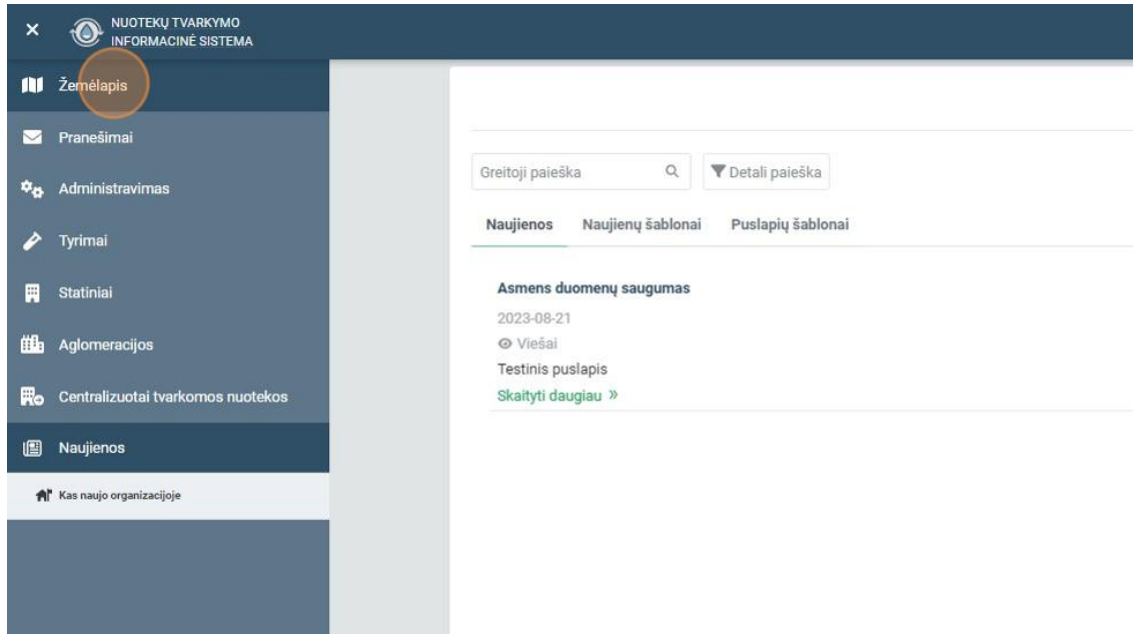 NUOTEKŲ TVARKYMO
INFORMACINĖ SISTEMA
Žemėlapis
Pranešimai
Administravimas
Tyrimai
Statiniai
Aglomeracijos
Centralizuotai tvarkomos nuotekos
Naujienos
Kas naujo organizacijoje
Greitoji paieška
Detali paieška
Naujienos Naujienų šablonai Puslapių šablonai
Asmens duomenų saugumas
2023-08-21
Viešai
Testinis puslapis
Skaityti daugiau »